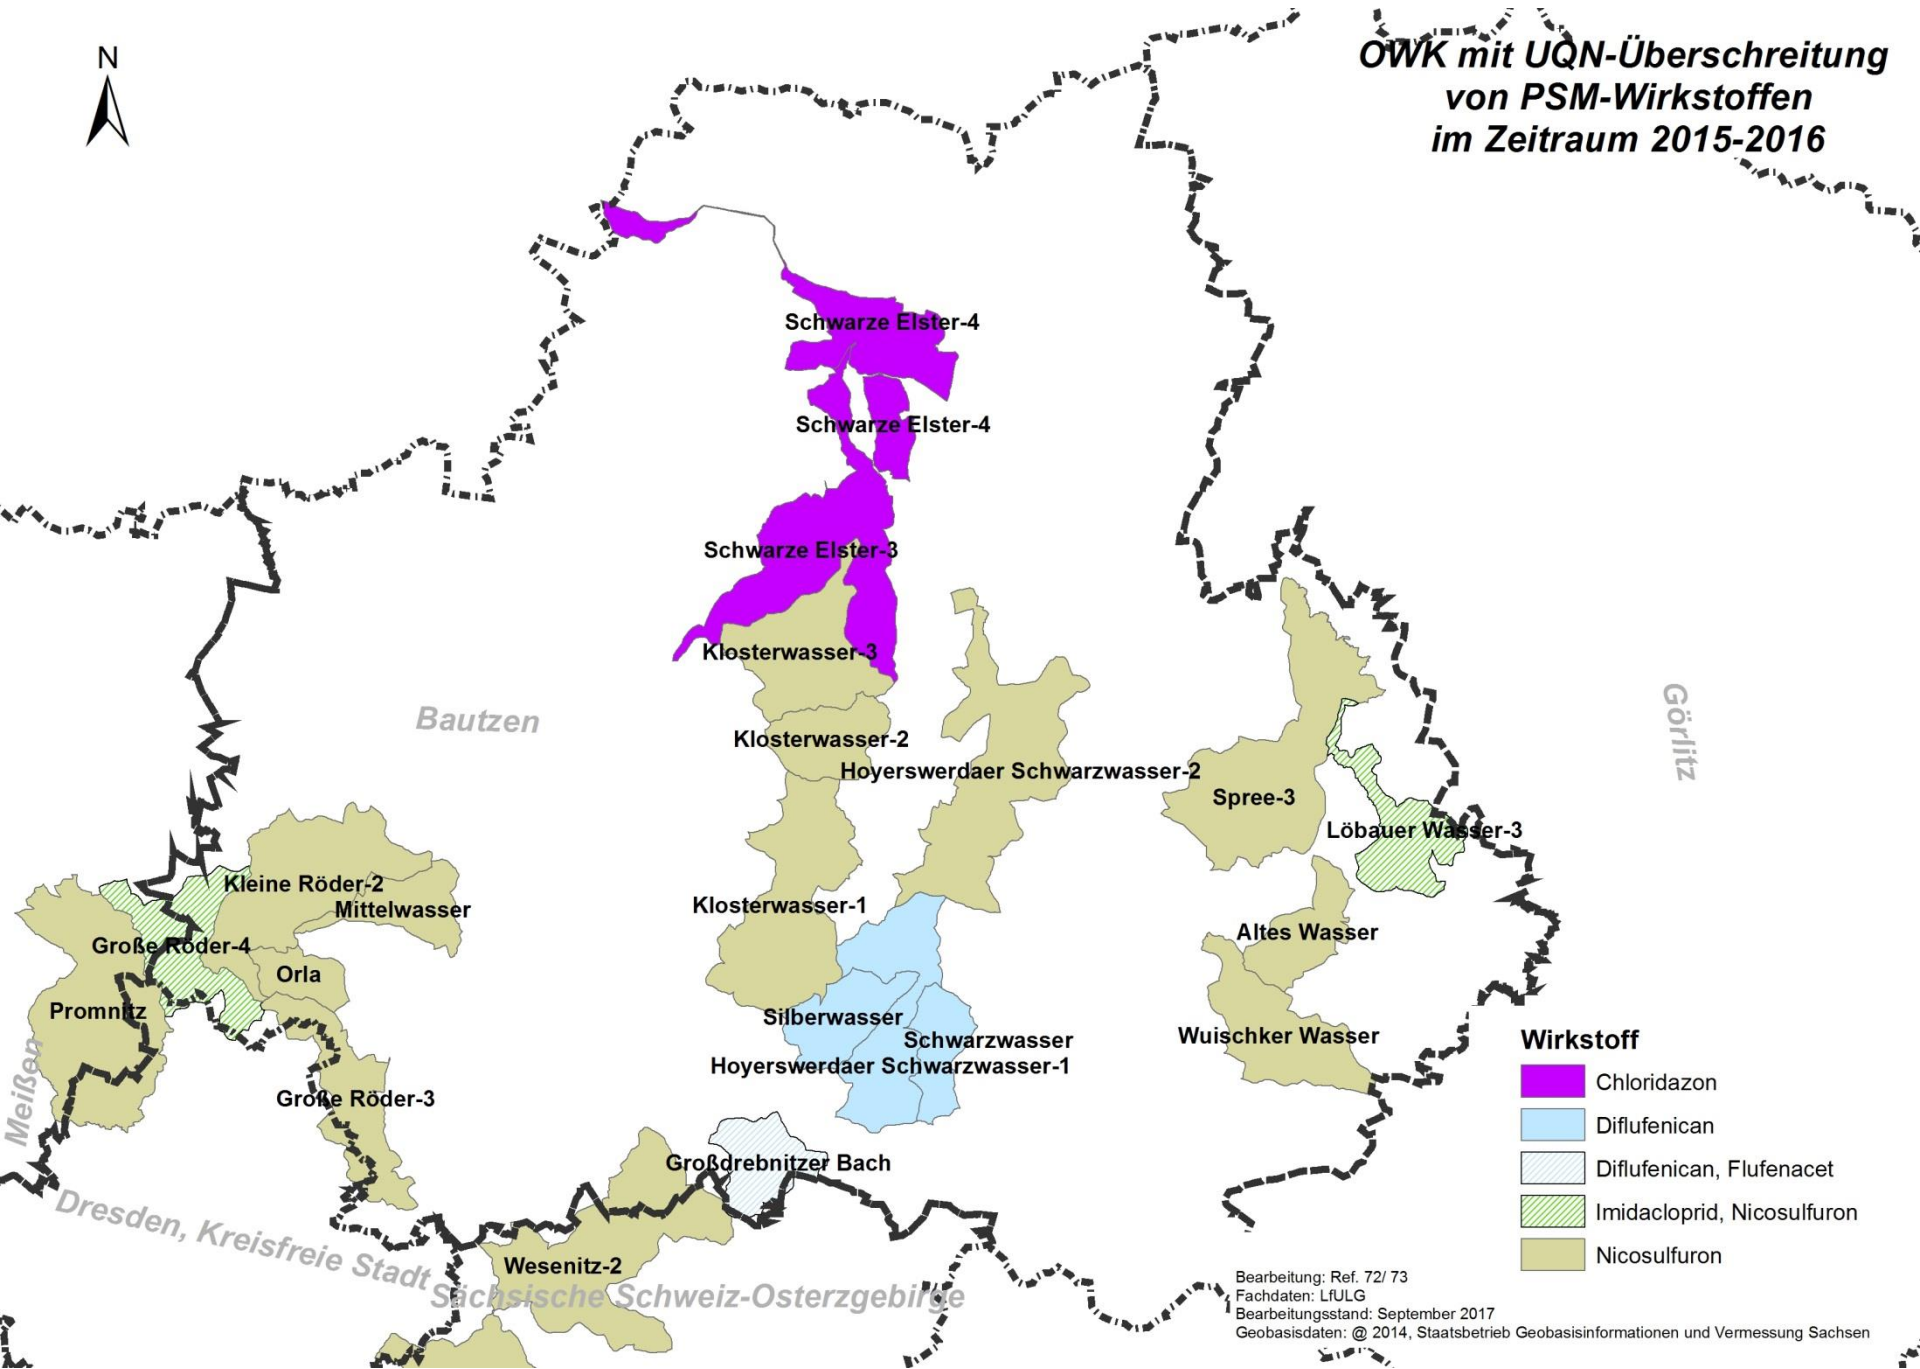 N
OWK mit UQN-Überschreitung
von PSM-Wirkstoffen
im Zeitraum 2015-2016
Schwarze Elster-4
Schwarze Elster-4
Schwarze Elster-3
Klosterwasser-3
Bautzen
Görlitz
Klosterwasser-2
Hoyerswerdaer Schwarzwasser-2
Spree-3
Löbauer Wasser-3
Kleine Röder-2
Mittelwasser
Klosterwasser-1
Altes Wasser
Große Röder-4
Orla
Promnitz
Silberwasser
Schwarzwasser
Wuischker Wasser
Hoyerswerdaer Schwarzwasser-1
Meißen
Große Röder-3
Großdrebnitzer Bach
Dresden, Kreisfreie Stadt
Wesenitz-2
Sächsische Schweiz-Osterzgebirge
Wirkstoff
Chloridazon
Diflufenican
Diflufenican, Flufenacet
Imidacloprid, Nicosulfuron
Nicosulfuron
Bearbeitung: Ref. 72/ 73
Fachdaten: LfULG
Bearbeitungsstand: September 2017
Geobasisdaten: @ 2014, Staatsbetrieb Geobasisinformationen und Vermessung Sachsen